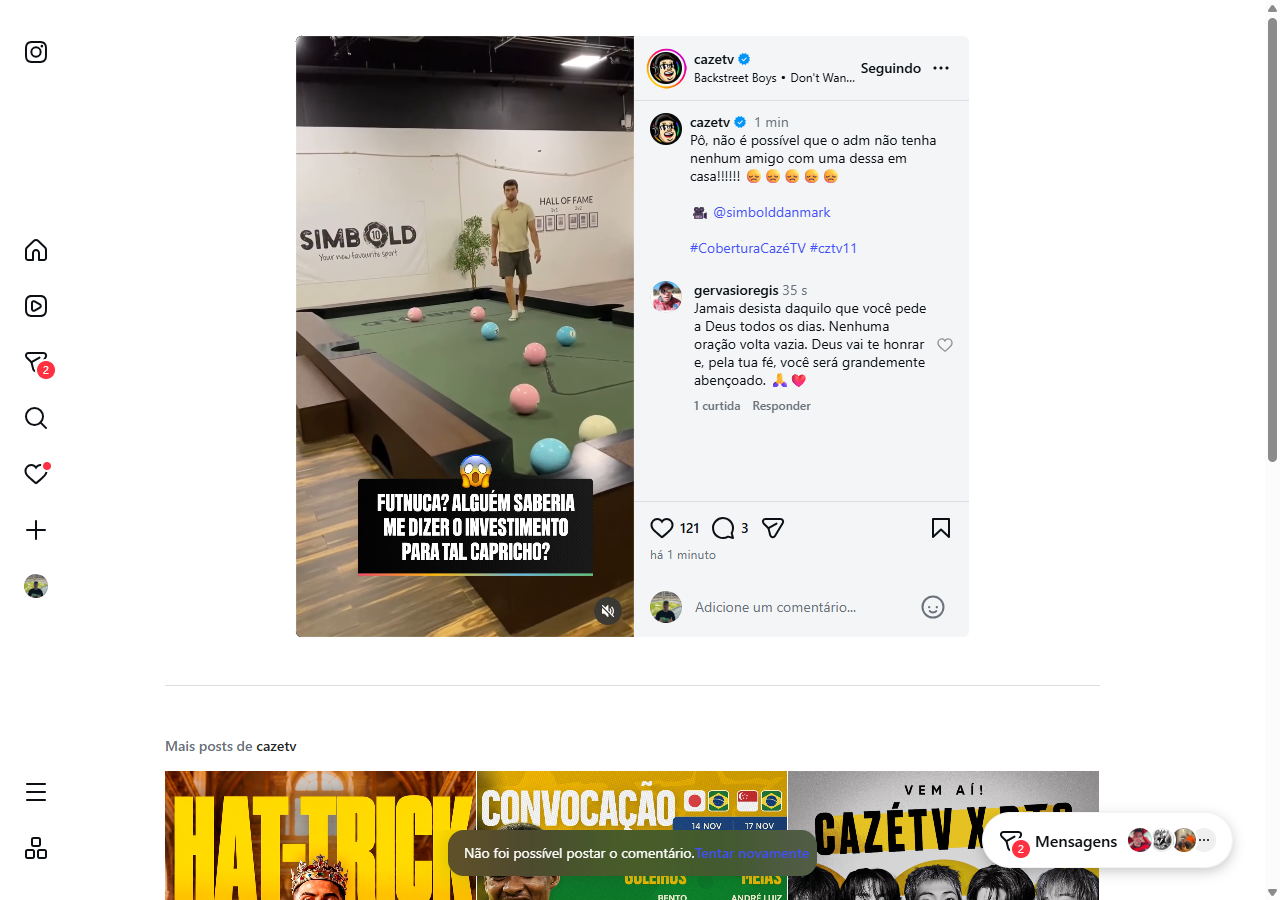 cazetv
Backstreet Boys • Don't Wan...
Seguindo
cazetv 1 min
Pô, não é possível que o adm não tenha
nenhum amigo com uma dessa em
casa!!!!!! 😞 😞 😞 😞 😞
🎥 @simbolddanmark
#CoberturaCazéTV #cztv11
gervasioregis 35 s
Jamais desista daquilo que você pede
a Deus todos os dias. Nenhuma
oração volta vazia. Deus vai te honrar
e, pela tua fé, você será grandemente
abençoado. 🙏 ❤️
1 curtida Responder
HALL OF FAME
SIMBOLD
10
Your new favourite sport
FUTNUCA? ALGUÉM SABERIA
ME DIZER O INVESTIMENTO
PARA TAL CAPRICHO?
121 3
há 1 minuto
Adicione um comentário...
2
Mais posts de cazetv
HAT-TRICK
CONVOCAÇÃO
14 NOV 17 NOV
GOLEIROS MEIAS
BENTO ANDRÉ LUIZ
VEM AÍ!
CAZÉTV X
Não foi possível postar o comentário. Tentar novamente
2
Mensagens